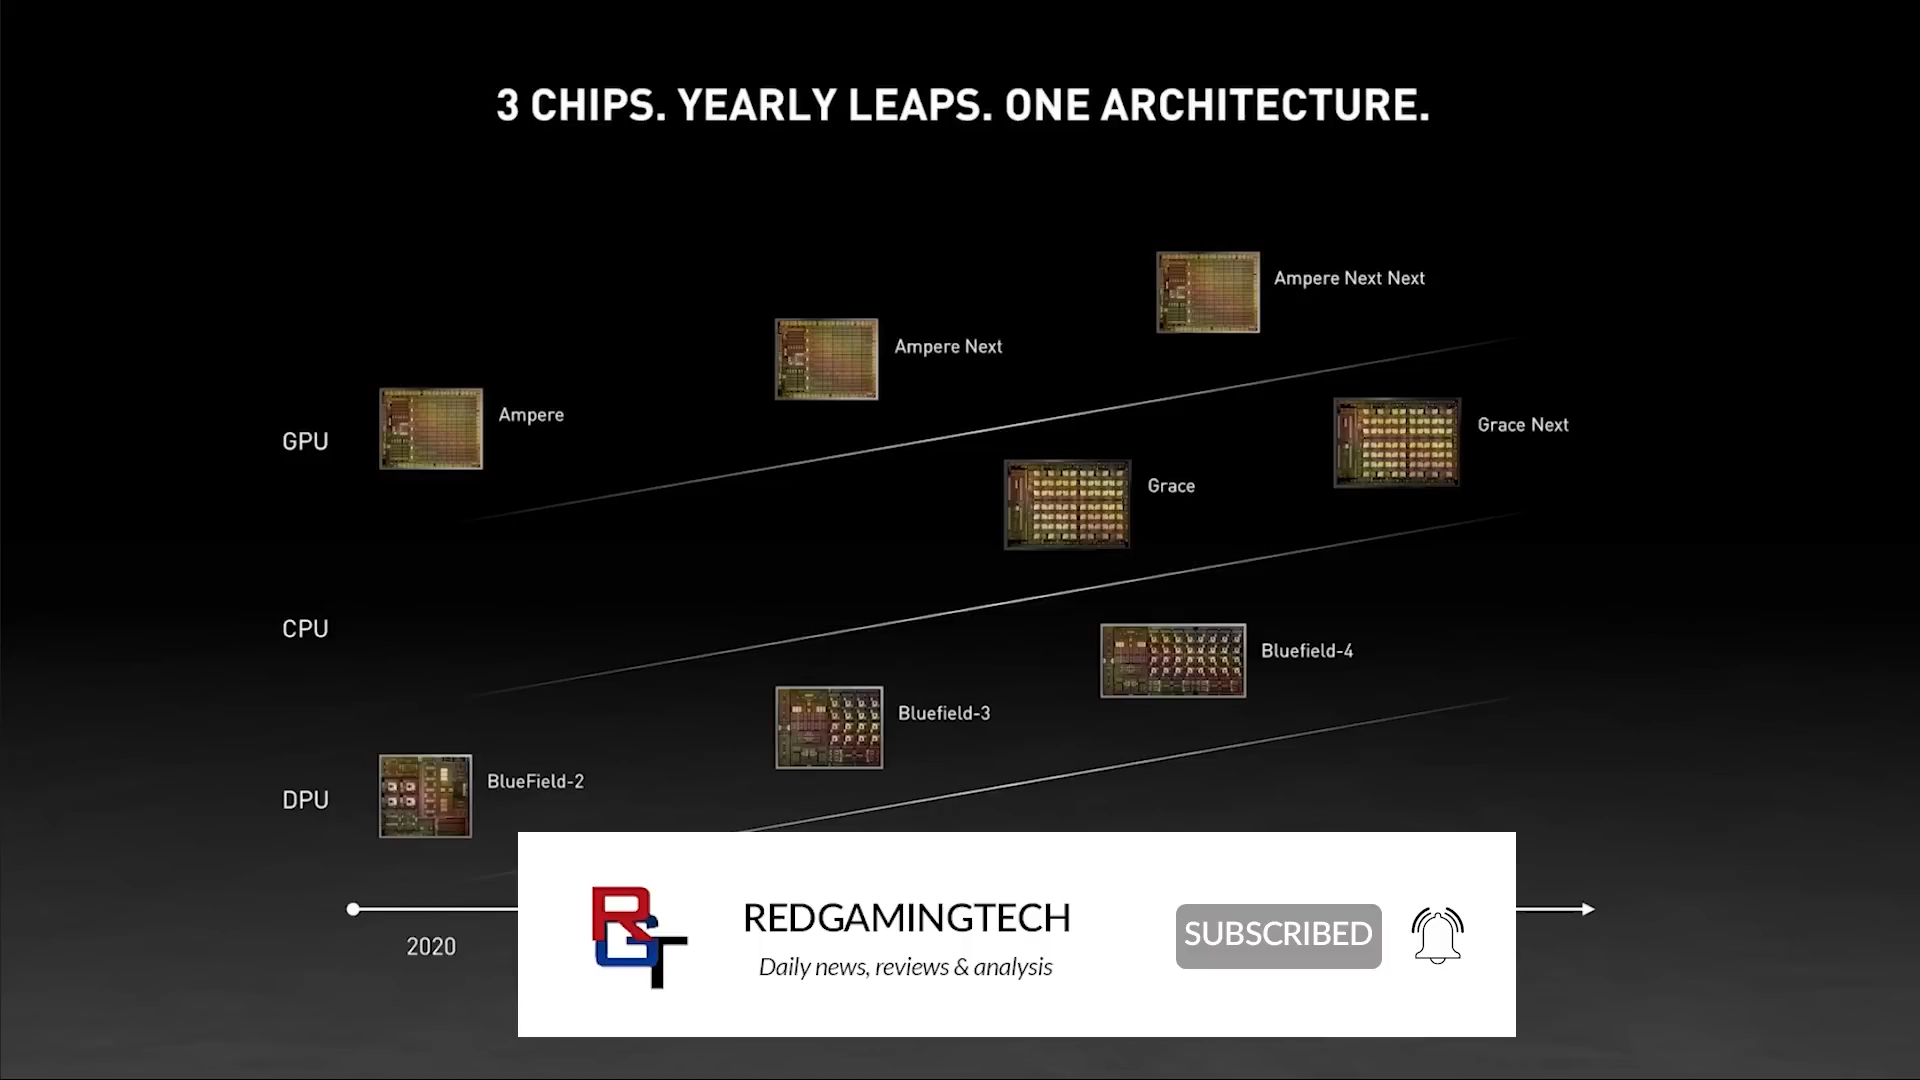 3 CHIPS. YEARLY LEAPS. ONE ARCHITECTURE.
Ampere Next Next
Ampere Next
Ampere
GPU
Grace Next
Grace
CPU
Bluefield-4
Bluefield-3
BlueField-2
DPU
RGT
REDGAMINGTECH
SUBSCRIBED
Daily news, reviews & analysis
2020